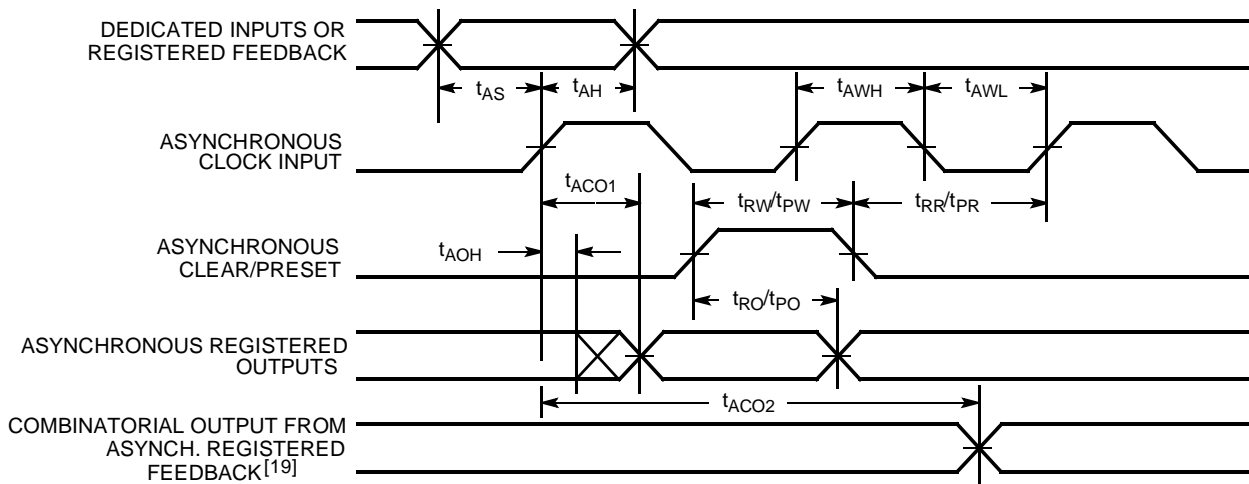 DEDICATED INPUTS OR
REGISTERED FEEDBACK
tAS
tAH
tAWH
tAWL
ASYNCHRONOUS
CLOCK INPUT
tACO1
tRW/tPW
tRR/tPR
ASYNCHRONOUS
CLEAR/PRESET
tAOH
tRO/tPO
ASYNCHRONOUS REGISTERED
OUTPUTS
tACO2
COMBINATORIAL OUTPUT FROM
ASYNCH. REGISTERED
FEEDBACK[19]